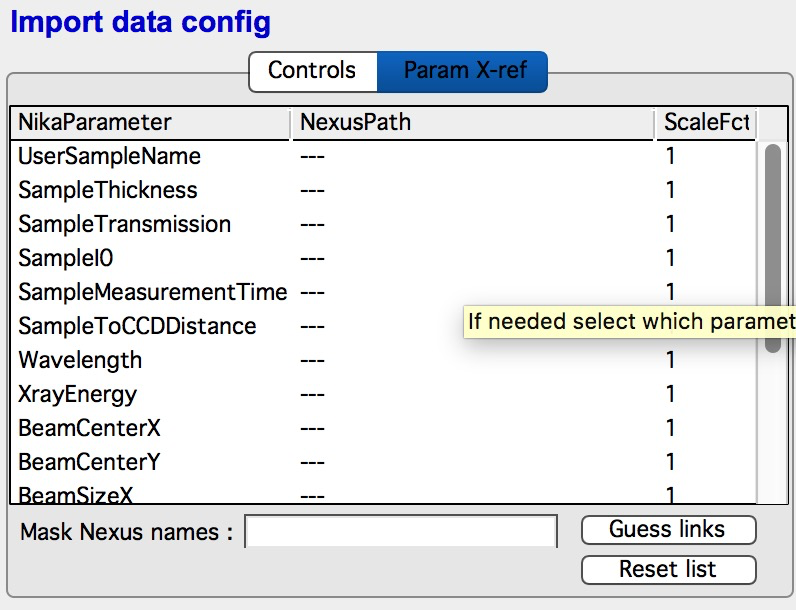 Import data config
Controls Param X-ref
NikaParameter NexusPath ScaleFct
UserSampleName --- 1
SampleThickness --- 1
SampleTransmission --- 1
SampleI0 --- 1
SampleMeasurementTime --- 1
SampleToCCDDistance --- If needed select which paramet
Wavelength --- 1
XrayEnergy --- 1
BeamCenterX --- 1
BeamCenterY --- 1
BeamSizeX --- 1
Mask Nexus names : Guess links
Reset list